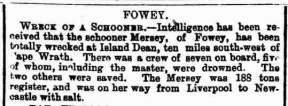 FOWEY.
WRECK OF A SCHOONER.—Intelligence has been re-
ceived that the schooner Mersey, of Fowey, has been
totally wrecked at Island Dean, ten miles south-west of
'ape Wrath. There was a crew of seven on board, five
of whom, including the master, were drowned. The
two others were saved. The Mersey was 188 tons
register, and was on her way from Liverpool to New-
castle with salt.